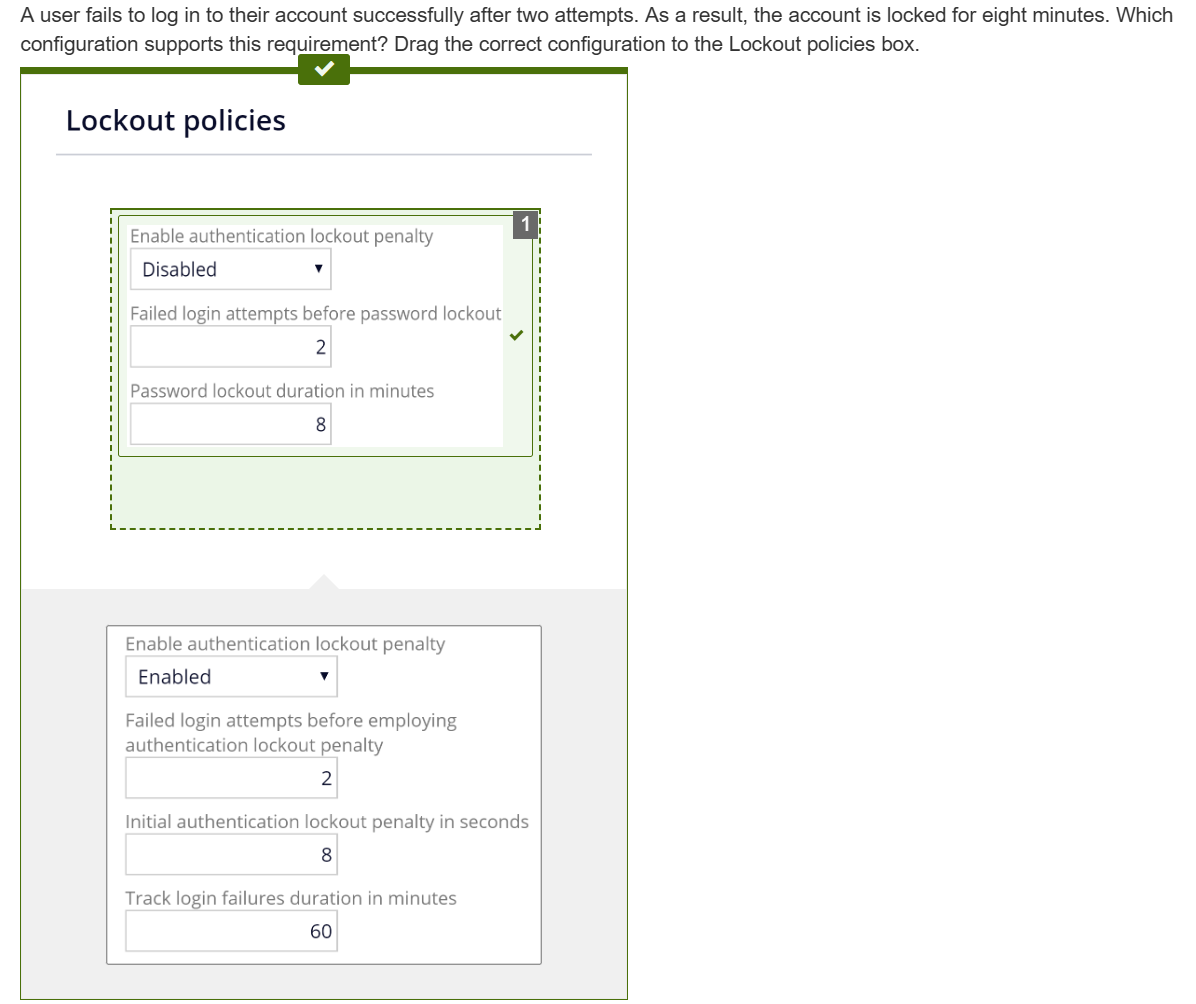 A user fails to log in to their account successfully after two attempts. As a result, the account is locked for eight minutes. Which
configuration supports this requirement? Drag the correct configuration to the Lockout policies box.
Lockout policies
1
Enable authentication lockout penalty
Disabled
Failed login attempts before password lockout
2
Password lockout duration in minutes
8
Enable authentication lockout penalty
Enabled
Failed login attempts before employing
authentication lockout penalty
2
Initial authentication lockout penalty in seconds
8
Track login failures duration in minutes
60